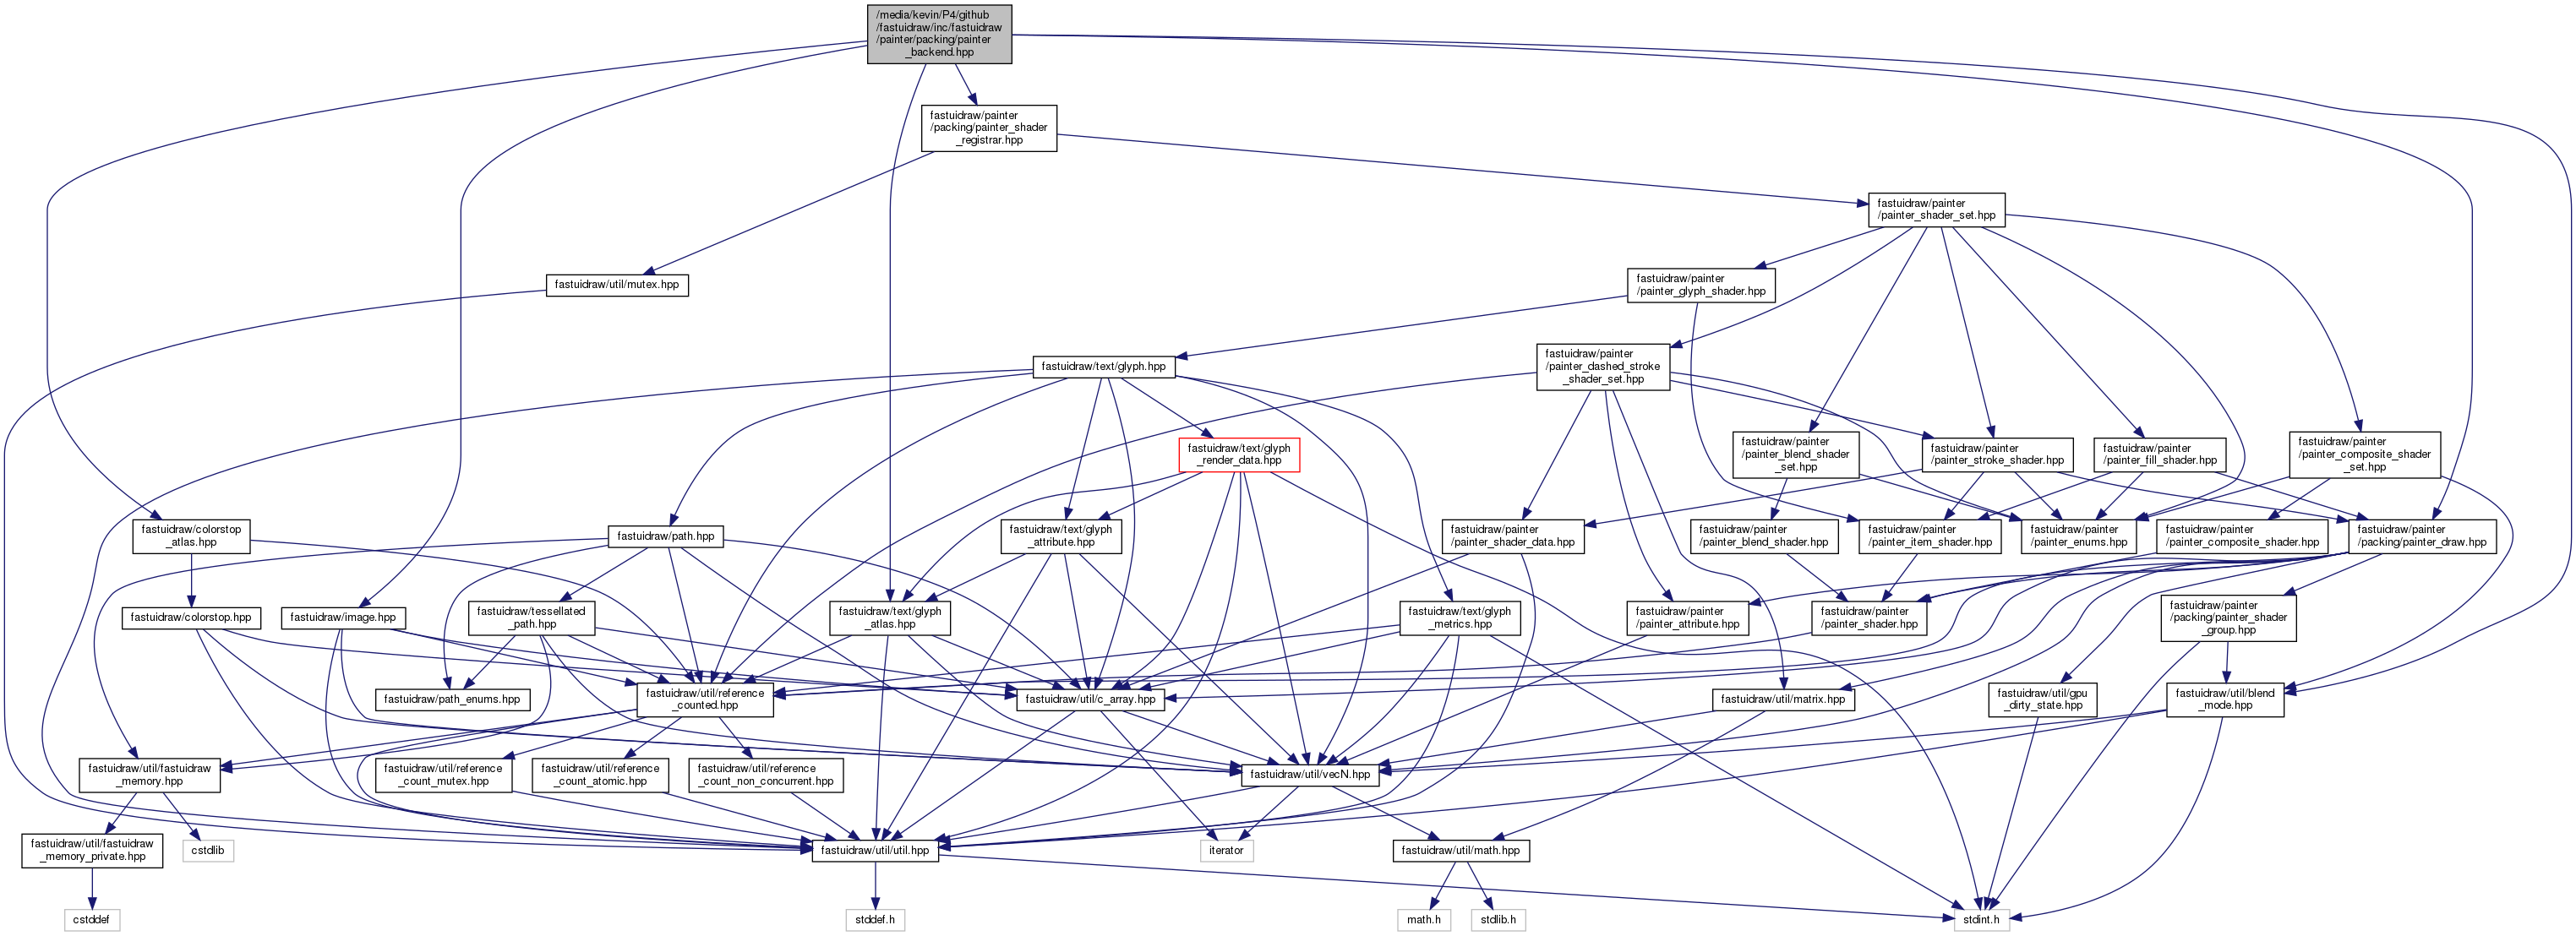 /media/kevin/P4/github
/fastuidraw/inc/fastuidraw
/painter/packing/painter
_backend.hpp
fastuidraw/painter
/packing/painter_shader
_registrar.hpp
fastuidraw/painter
/painter_shader_set.hpp
fastuidraw/util/mutex.hpp
fastuidraw/painter
/painter_glyph_shader.hpp
fastuidraw/text/glyph.hpp
fastuidraw/painter
/painter_dashed_stroke
_shader_set.hpp
fastuidraw/text/glyph
_render_data.hpp
fastuidraw/painter
/painter_blend_shader
_set.hpp
fastuidraw/painter
/painter_stroke_shader.hpp
fastuidraw/painter
/painter_fill_shader.hpp
fastuidraw/painter
/painter_composite_shader
_set.hpp
fastuidraw/colorstop
_atlas.hpp
fastuidraw/path.hpp
fastuidraw/text/glyph
_attribute.hpp
fastuidraw/painter
/painter_shader_data.hpp
fastuidraw/painter
/painter_blend_shader.hpp
fastuidraw/painter
/painter_item_shader.hpp
fastuidraw/painter
/painter_enums.hpp
fastuidraw/painter
/painter_composite_shader.hpp
fastuidraw/painter
/packing/painter_draw.hpp
fastuidraw/colorstop.hpp
fastuidraw/image.hpp
fastuidraw/tessellated
_path.hpp
fastuidraw/text/glyph
_atlas.hpp
fastuidraw/text/glyph
_metrics.hpp
fastuidraw/painter
/painter_attribute.hpp
fastuidraw/painter
/painter_shader.hpp
fastuidraw/painter
/packing/painter_shader
_group.hpp
fastuidraw/path_enums.hpp
fastuidraw/util/reference
_counted.hpp
fastuidraw/util/c_array.hpp
fastuidraw/util/matrix.hpp
fastuidraw/util/gpu
_dirty_state.hpp
fastuidraw/util/blend
_mode.hpp
fastuidraw/util/fastuidraw
_memory.hpp
fastuidraw/util/reference
_count_mutex.hpp
fastuidraw/util/reference
_count_atomic.hpp
fastuidraw/util/reference
_count_non_concurrent.hpp
fastuidraw/util/vecN.hpp
fastuidraw/util/fastuidraw
_memory_private.hpp
cstdlib
fastuidraw/util/util.hpp
iterator
fastuidraw/util/math.hpp
cstddef
stddef.h
math.h
stdlib.h
stdint.h